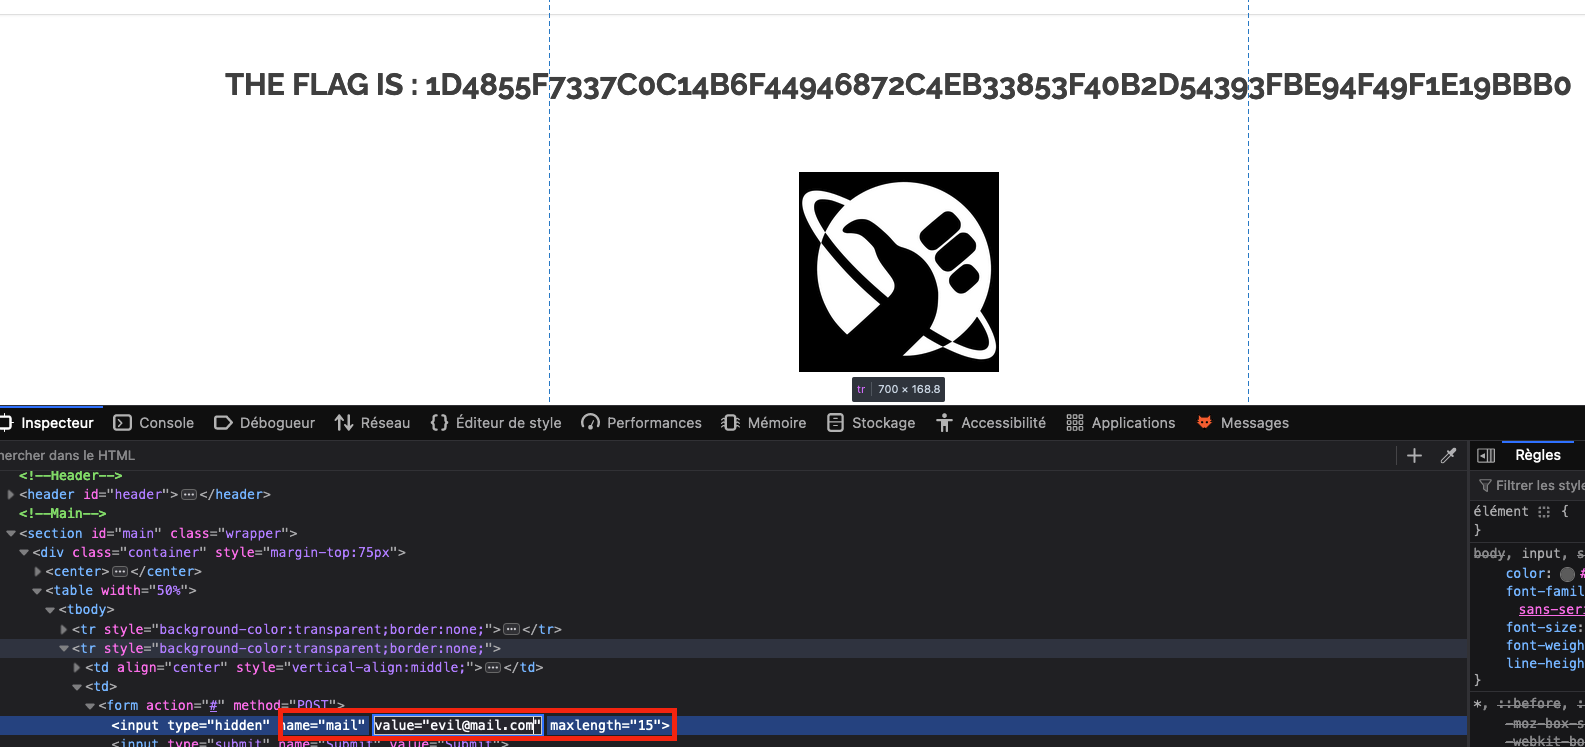 THE FLAG IS : 1D4855F7337C0C14B6F44946872C4EB33853F40B2D54393FBE94F49F1E19BBB0
tr 700 × 168.8
Inspecteur Console Débogueur Réseau Éditeur de style Performances Mémoire Stockage Accessibilité Applications Messages
hercher dans le HTML
Règles
Filtrer les style
<!--Header-->
<header id="header"> </header>
<!--Main-->
<section id="main" class="wrapper">
<div class="container" style="margin-top:75px">
<center> </center>
<table width="50%">
<tbody>
<tr style="background-color:transparent;border:none;"> </tr>
<tr style="background-color:transparent;border:none;">
<td align="center" style="vertical-align:middle;"> </td>
<td>
<form action="#" method="POST">
<input type="hidden" name="mail" value="evil@mail.com" maxlength="15">
<input type="submit" name="Submit" value="Submit">
élément {
}
body, input, s
color: #
font-famil
sans-ser
font-size:
font-weigh
line-heigh
}
*, ::before, :
-moz-box-s
-webkit-bo